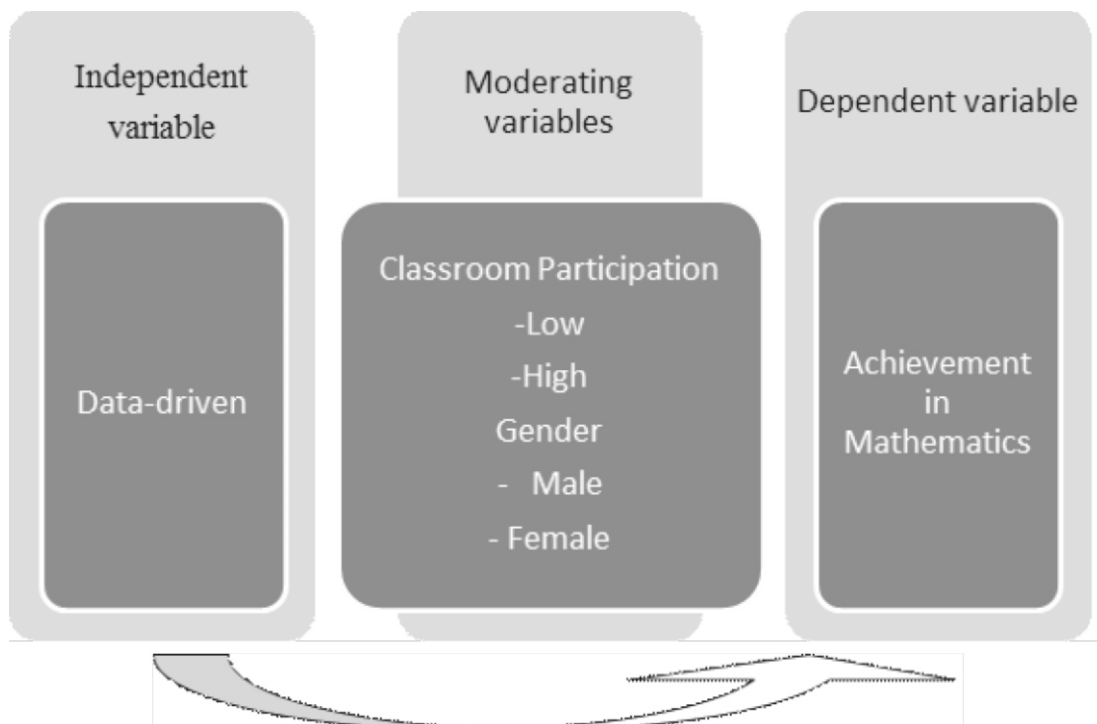 Independent
variable
Data-driven
Moderating
variables
Classroom Participation
-Low
-High
Gender
- Male
- Female
Dependent variable
Achievement
in
Mathematics